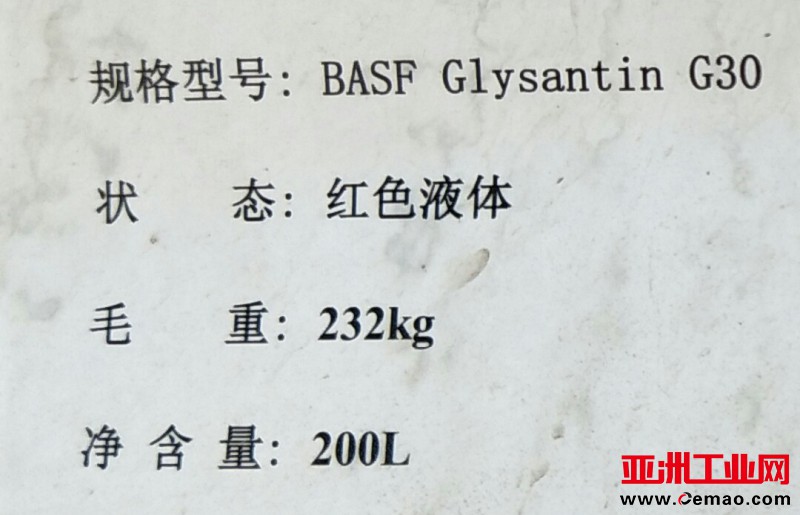 规格型号: BASF Glysantin G30
状 态: 红色液体
毛 重: 232kg
净 含 量: 200L
亚洲工业网
www.Cemao.com